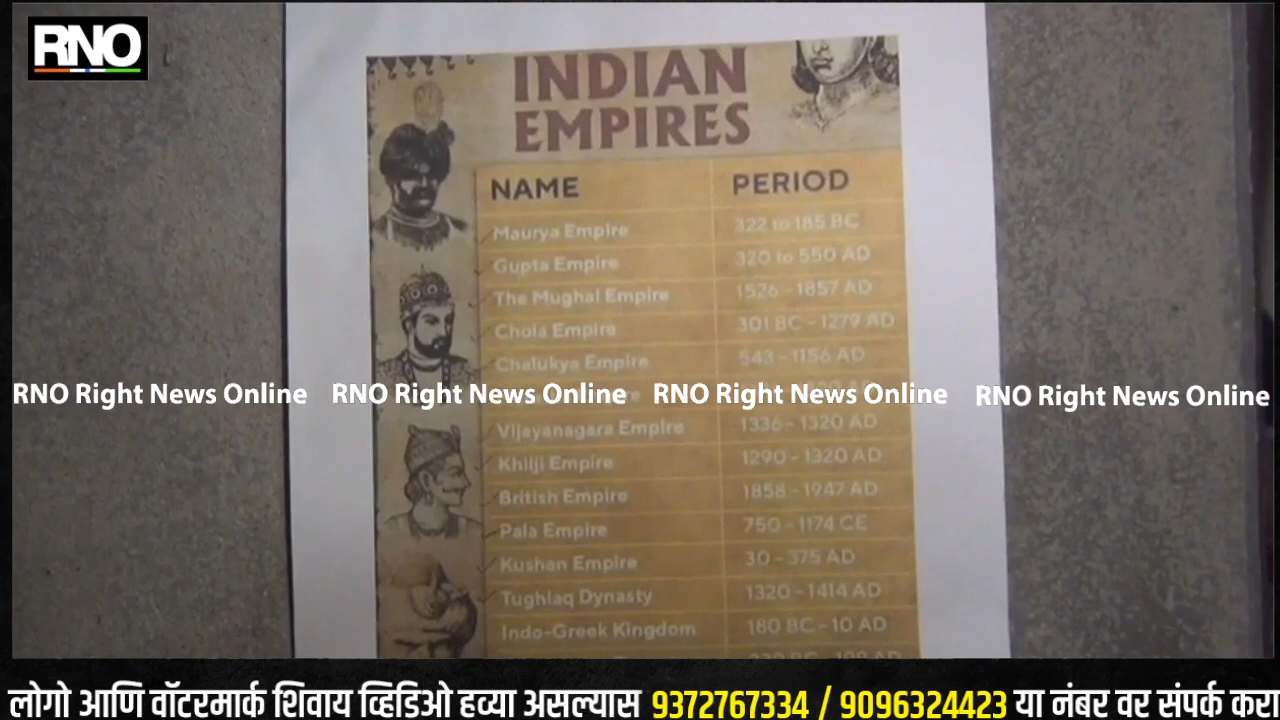 RNO
INDIAN
EMPIRES
NAME PERIOD
Maurya Empire 322 to 185 BC
Gupta Empire 320 to 550 AD
The Mughal Empire 1526 - 1857 AD
Chola Empire 301 BC - 1279 AD
Chalukya Empire 543 - 1156 AD
RNO Right News Online RNO Right News Online RNO Right News Online RNO Right News Online
Vijayanagara Empire 1336 - 1320 AD
Khilji Empire 1290 - 1320 AD
British Empire 1858 - 1947 AD
Pala Empire 750 - 1174 CE
Kushan Empire 30 - 375 AD
Tughlaq Dynasty 1320 - 1414 AD
Indo-Greek Kingdom 180 BC - 10 AD
लोगो आणि वॉटरमार्क शिवाय व्हिडिओ हव्या असल्यास 9372767334 / 9096324423 या नंबर वर संपर्क करा